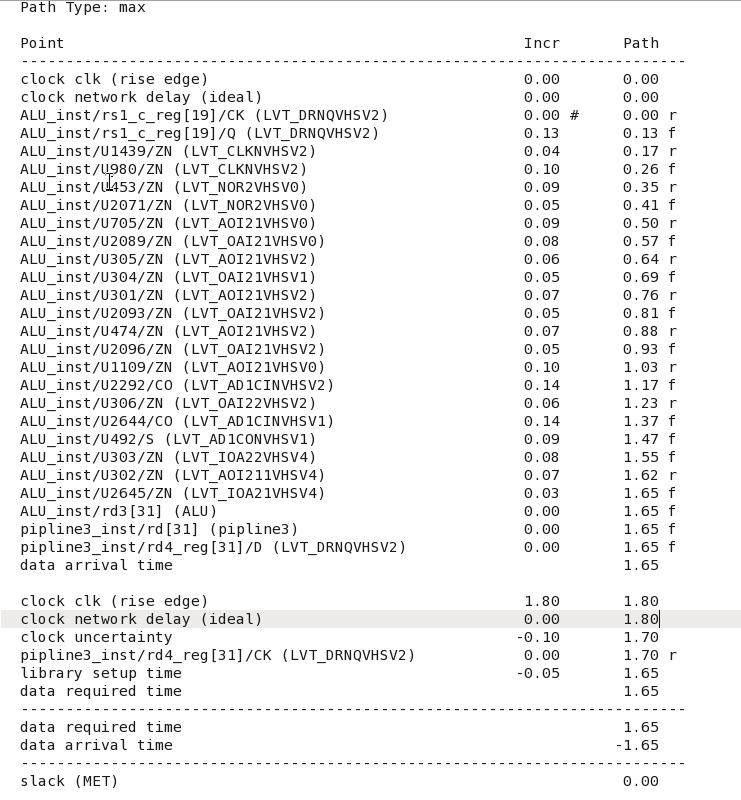 Path Type: max
Point Incr Path
--------------------------------------------------------------------------
clock clk (rise edge) 0.00 0.00
clock network delay (ideal) 0.00 0.00
ALU_inst/rs1_c_reg[19]/CK (LVT_DRNQVHSV2) 0.00 # 0.00 r
ALU_inst/rs1_c_reg[19]/Q (LVT_DRNQVHSV2) 0.13 0.13 f
ALU_inst/U1439/ZN (LVT_CLKNVHSV2) 0.04 0.17 r
ALU_inst/U980/ZN (LVT_CLKNVHSV2) 0.10 0.26 f
ALU_inst/U453/ZN (LVT_NOR2VHSV0) 0.09 0.35 r
ALU_inst/U2071/ZN (LVT_NOR2VHSV0) 0.05 0.41 f
ALU_inst/U705/ZN (LVT_AOI21VHSV0) 0.09 0.50 r
ALU_inst/U2089/ZN (LVT_OAI21VHSV0) 0.08 0.57 f
ALU_inst/U305/ZN (LVT_AOI21VHSV2) 0.06 0.64 r
ALU_inst/U304/ZN (LVT_OAI21VHSV1) 0.05 0.69 f
ALU_inst/U301/ZN (LVT_AOI21VHSV2) 0.07 0.76 r
ALU_inst/U2093/ZN (LVT_OAI21VHSV2) 0.05 0.81 f
ALU_inst/U474/ZN (LVT_AOI21VHSV2) 0.07 0.88 r
ALU_inst/U2096/ZN (LVT_OAI21VHSV2) 0.05 0.93 f
ALU_inst/U1109/ZN (LVT_AOI21VHSV0) 0.10 1.03 r
ALU_inst/U2292/CO (LVT_AD1CINVHSV2) 0.14 1.17 f
ALU_inst/U306/ZN (LVT_OAI22VHSV2) 0.06 1.23 r
ALU_inst/U2644/CO (LVT_AD1CINVHSV1) 0.14 1.37 f
ALU_inst/U492/S (LVT_AD1CONVHSV1) 0.09 1.47 f
ALU_inst/U303/ZN (LVT_IOA22VHSV4) 0.08 1.55 f
ALU_inst/U302/ZN (LVT_AOI211VHSV4) 0.07 1.62 r
ALU_inst/U2645/ZN (LVT_IOA21VHSV4) 0.03 1.65 f
ALU_inst/rd3[31] (ALU) 0.00 1.65 f
pipline3_inst/rd[31] (pipline3) 0.00 1.65 f
pipline3_inst/rd4_reg[31]/D (LVT_DRNQVHSV2) 0.00 1.65 f
data arrival time 1.65
clock clk (rise edge) 1.80 1.80
clock network delay (ideal) 0.00 1.80
clock uncertainty -0.10 1.70
pipline3_inst/rd4_reg[31]/CK (LVT_DRNQVHSV2) 0.00 1.70 r
library setup time -0.05 1.65
data required time 1.65
--------------------------------------------------------------------------
data required time 1.65
data arrival time -1.65
--------------------------------------------------------------------------
slack (MET) 0.00